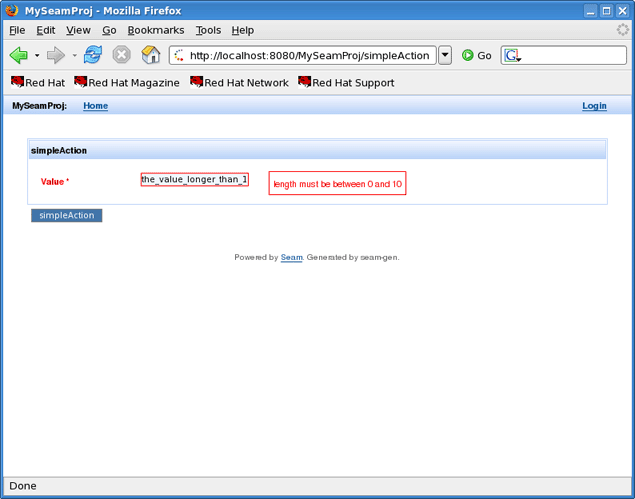 MySeamProj - Mozilla Firefox
File Edit View Go Bookmarks Tools Help
http://localhost:8080/MySeamProj/simpleAction Go G
Red Hat Red Hat Magazine Red Hat Network Red Hat Support
MySeamProj: Home Login
simpleAction
Value * the_value_longer_than_1 length must be between 0 and 10
simpleAction
Powered by Seam. Generated by seam-gen.
Done